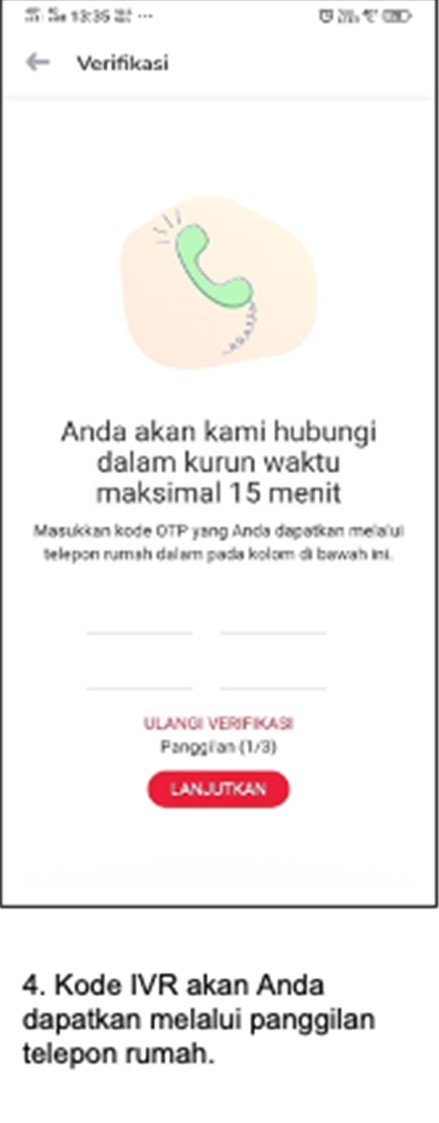 13:35
Verifikasi
Anda akan kami hubungi
dalam kurun waktu
maksimal 15 menit
Masukkan kode OTP yang Anda dapatkan melalui
telepon rumah dalam pada kolom di bawah ini.
ULANGI VERIFIKASI
Panggilan (1/3)
LANJUTKAN
4. Kode IVR akan Anda
dapatkan melalui panggilan
telepon rumah.